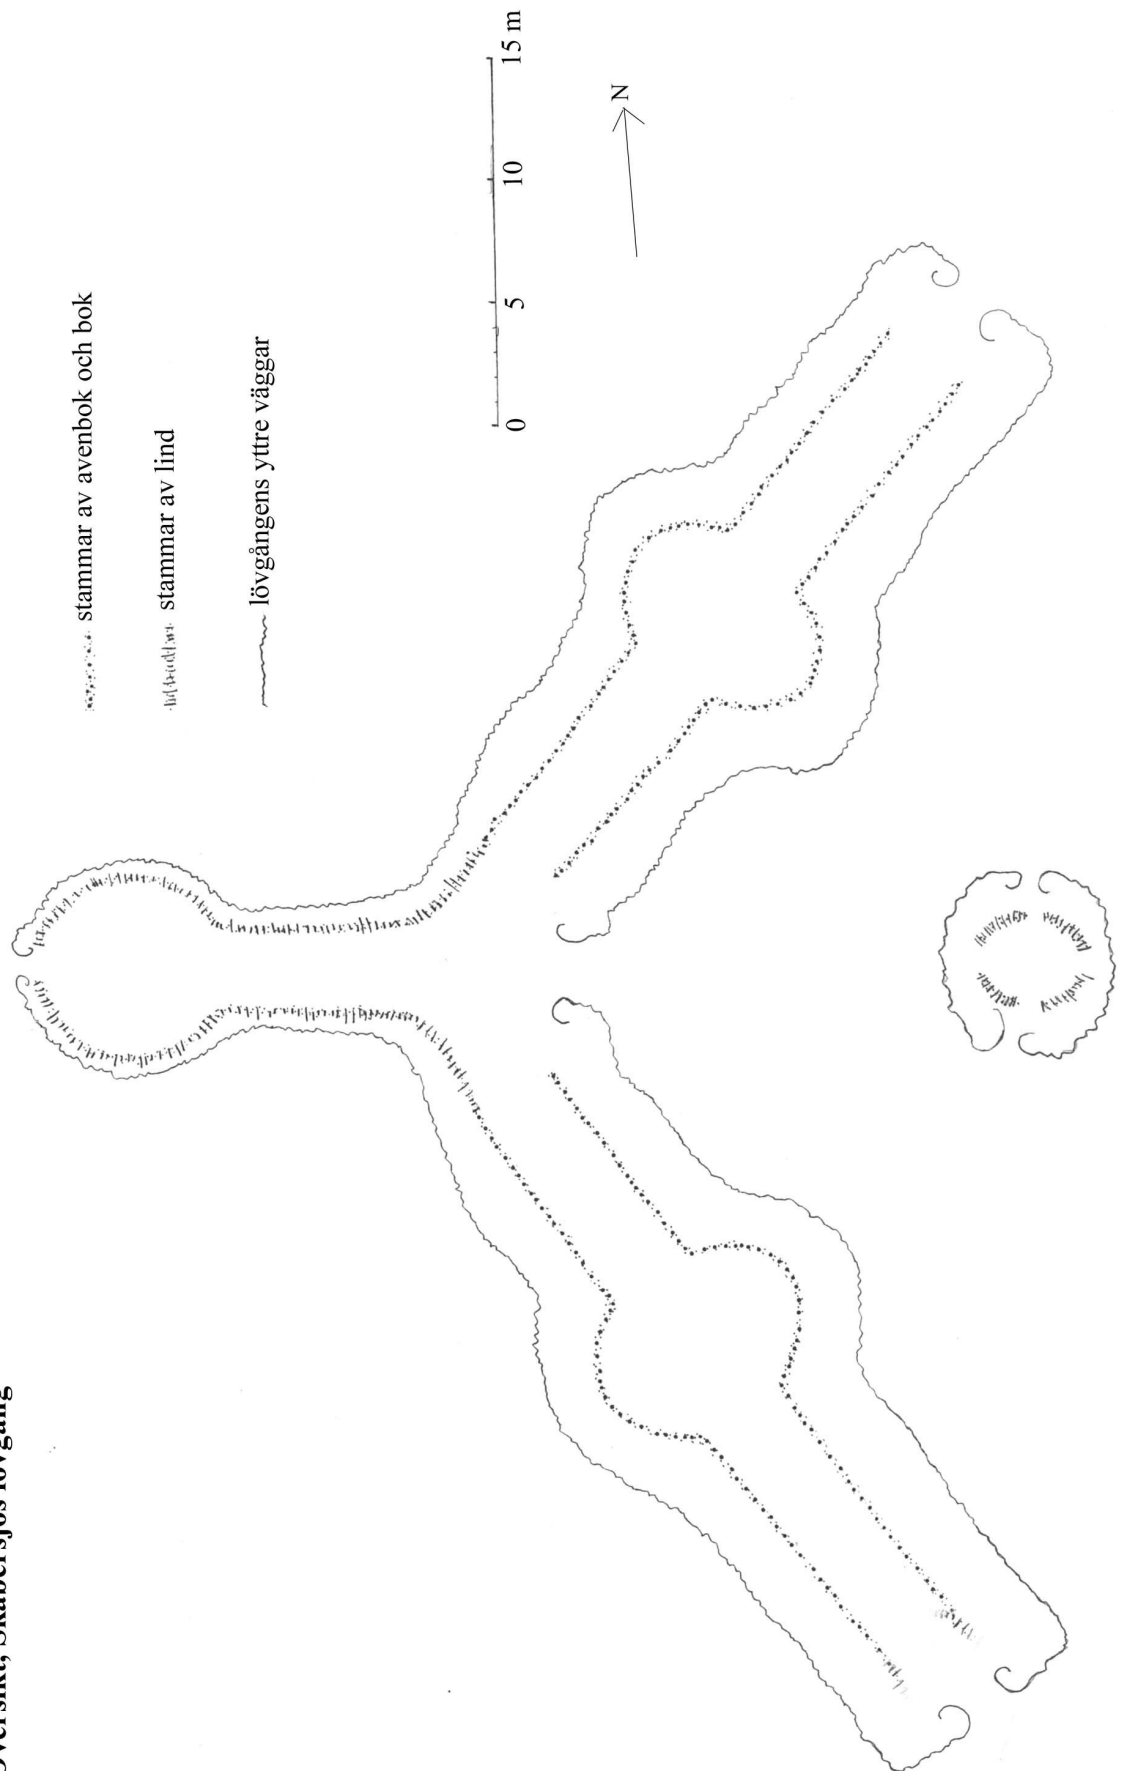 Översikt, Skabersjös lövgång
stammar av avenbok och bok
stammar av lind
lövgångens yttre väggar
0 5 10 15 m
N